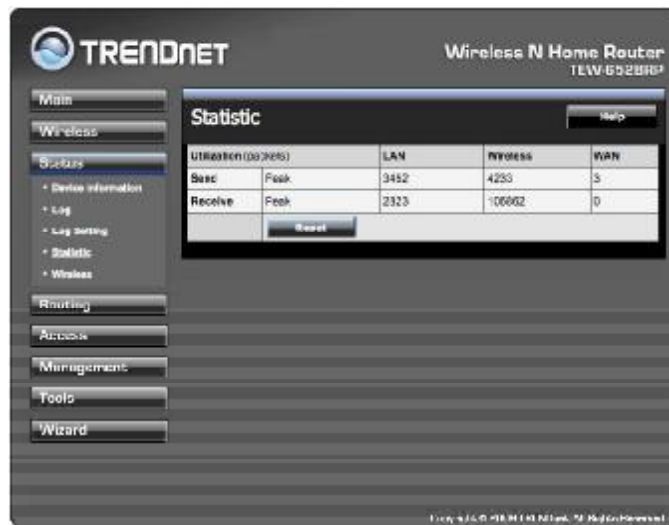 TRENDNET
Wireless N Home Router
TEW-652BRP
Main
Wireless
Status
• Device Information
• Log
• Log Setting
• Statistic
• Wireless
Routing
Access
Management
Tools
Wizard
Statistic
Help
Utilization (packets) LAN Wireless WAN
Send Peak 3452 4233 3
Receive Peak 2323 106862 0
Reset